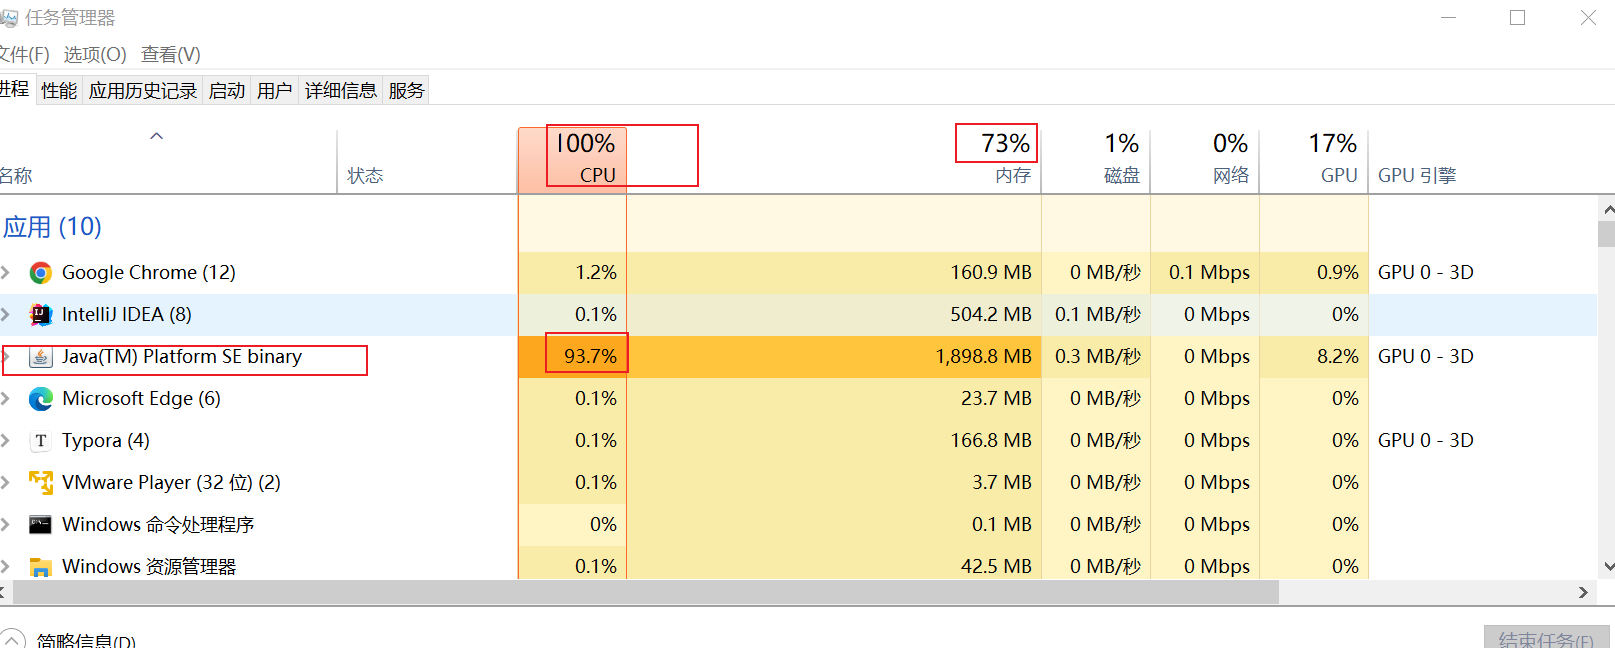 任务管理器
文件(F) 选项(O) 查看(V)
进程 性能 应用历史记录 启动 用户 详细信息 服务
100% 73% 1% 0% 17%
名称 状态 CPU 内存 磁盘 网络 GPU GPU 引擎
应用 (10)
Google Chrome (12) 1.2% 160.9 MB 0 MB/秒 0.1 Mbps 0.9% GPU 0 - 3D
IntelliJ IDEA (8) 0.1% 504.2 MB 0.1 MB/秒 0 Mbps 0%
Java(TM) Platform SE binary 93.7% 1,898.8 MB 0.3 MB/秒 0 Mbps 8.2% GPU 0 - 3D
Microsoft Edge (6) 0.1% 23.7 MB 0 MB/秒 0 Mbps 0%
T Typora (4) 0.1% 166.8 MB 0 MB/秒 0 Mbps 0% GPU 0 - 3D
VMware Player (32 位) (2) 0.1% 3.7 MB 0 MB/秒 0 Mbps 0%
Windows 命令处理程序 0% 0.1 MB 0 MB/秒 0 Mbps 0%
Windows 资源管理器 0.1% 42.5 MB 0 MB/秒 0 Mbps 0%
简略信息(D) 结束任务(E)